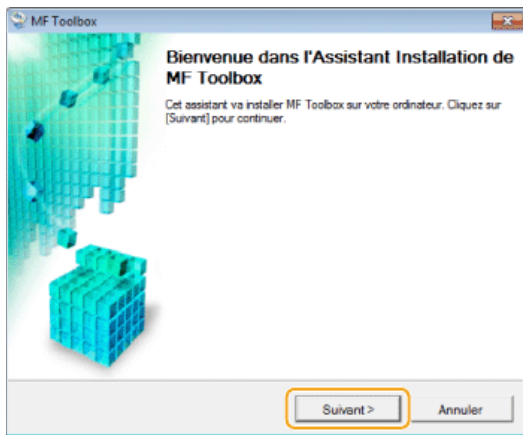 MF Toolbox
Bienvenue dans l'Assistant Installation de
MF Toolbox
Cet assistant va installer MF Toolbox sur votre ordinateur. Cliquez sur
[Suivant] pour continuer.
Suivant >
Annuler